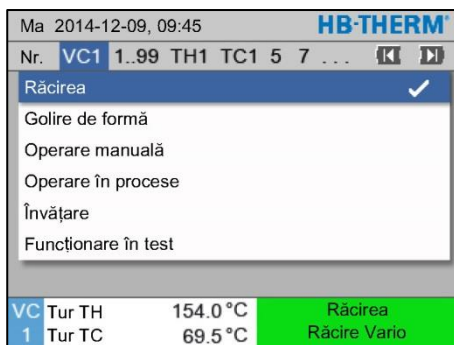 Ma 2014-12-09, 09:45 HB-THERM®
Nr. VC1 1..99 TH1 TC1 5 7 ...
Răcirea
Golire de formă
Operare manuală
Operare în procese
Învățare
Funcționare în test
VC Tur TH 154.0 °C Răcirea
1 Tur TC 69.5 °C Răcire Vario